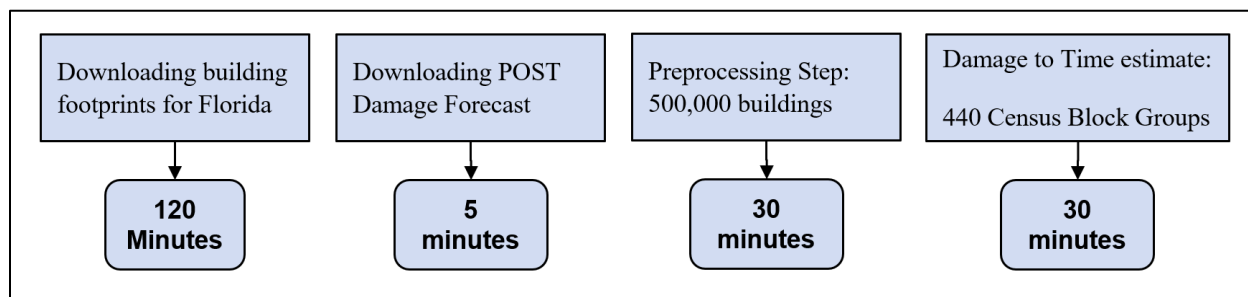 Downloading building
footprints for Florida
120
Minutes
Downloading POST
Damage Forecast
5
minutes
Preprocessing Step:
500,000 buildings
30
minutes
Damage to Time estimate:
440 Census Block Groups
30
minutes